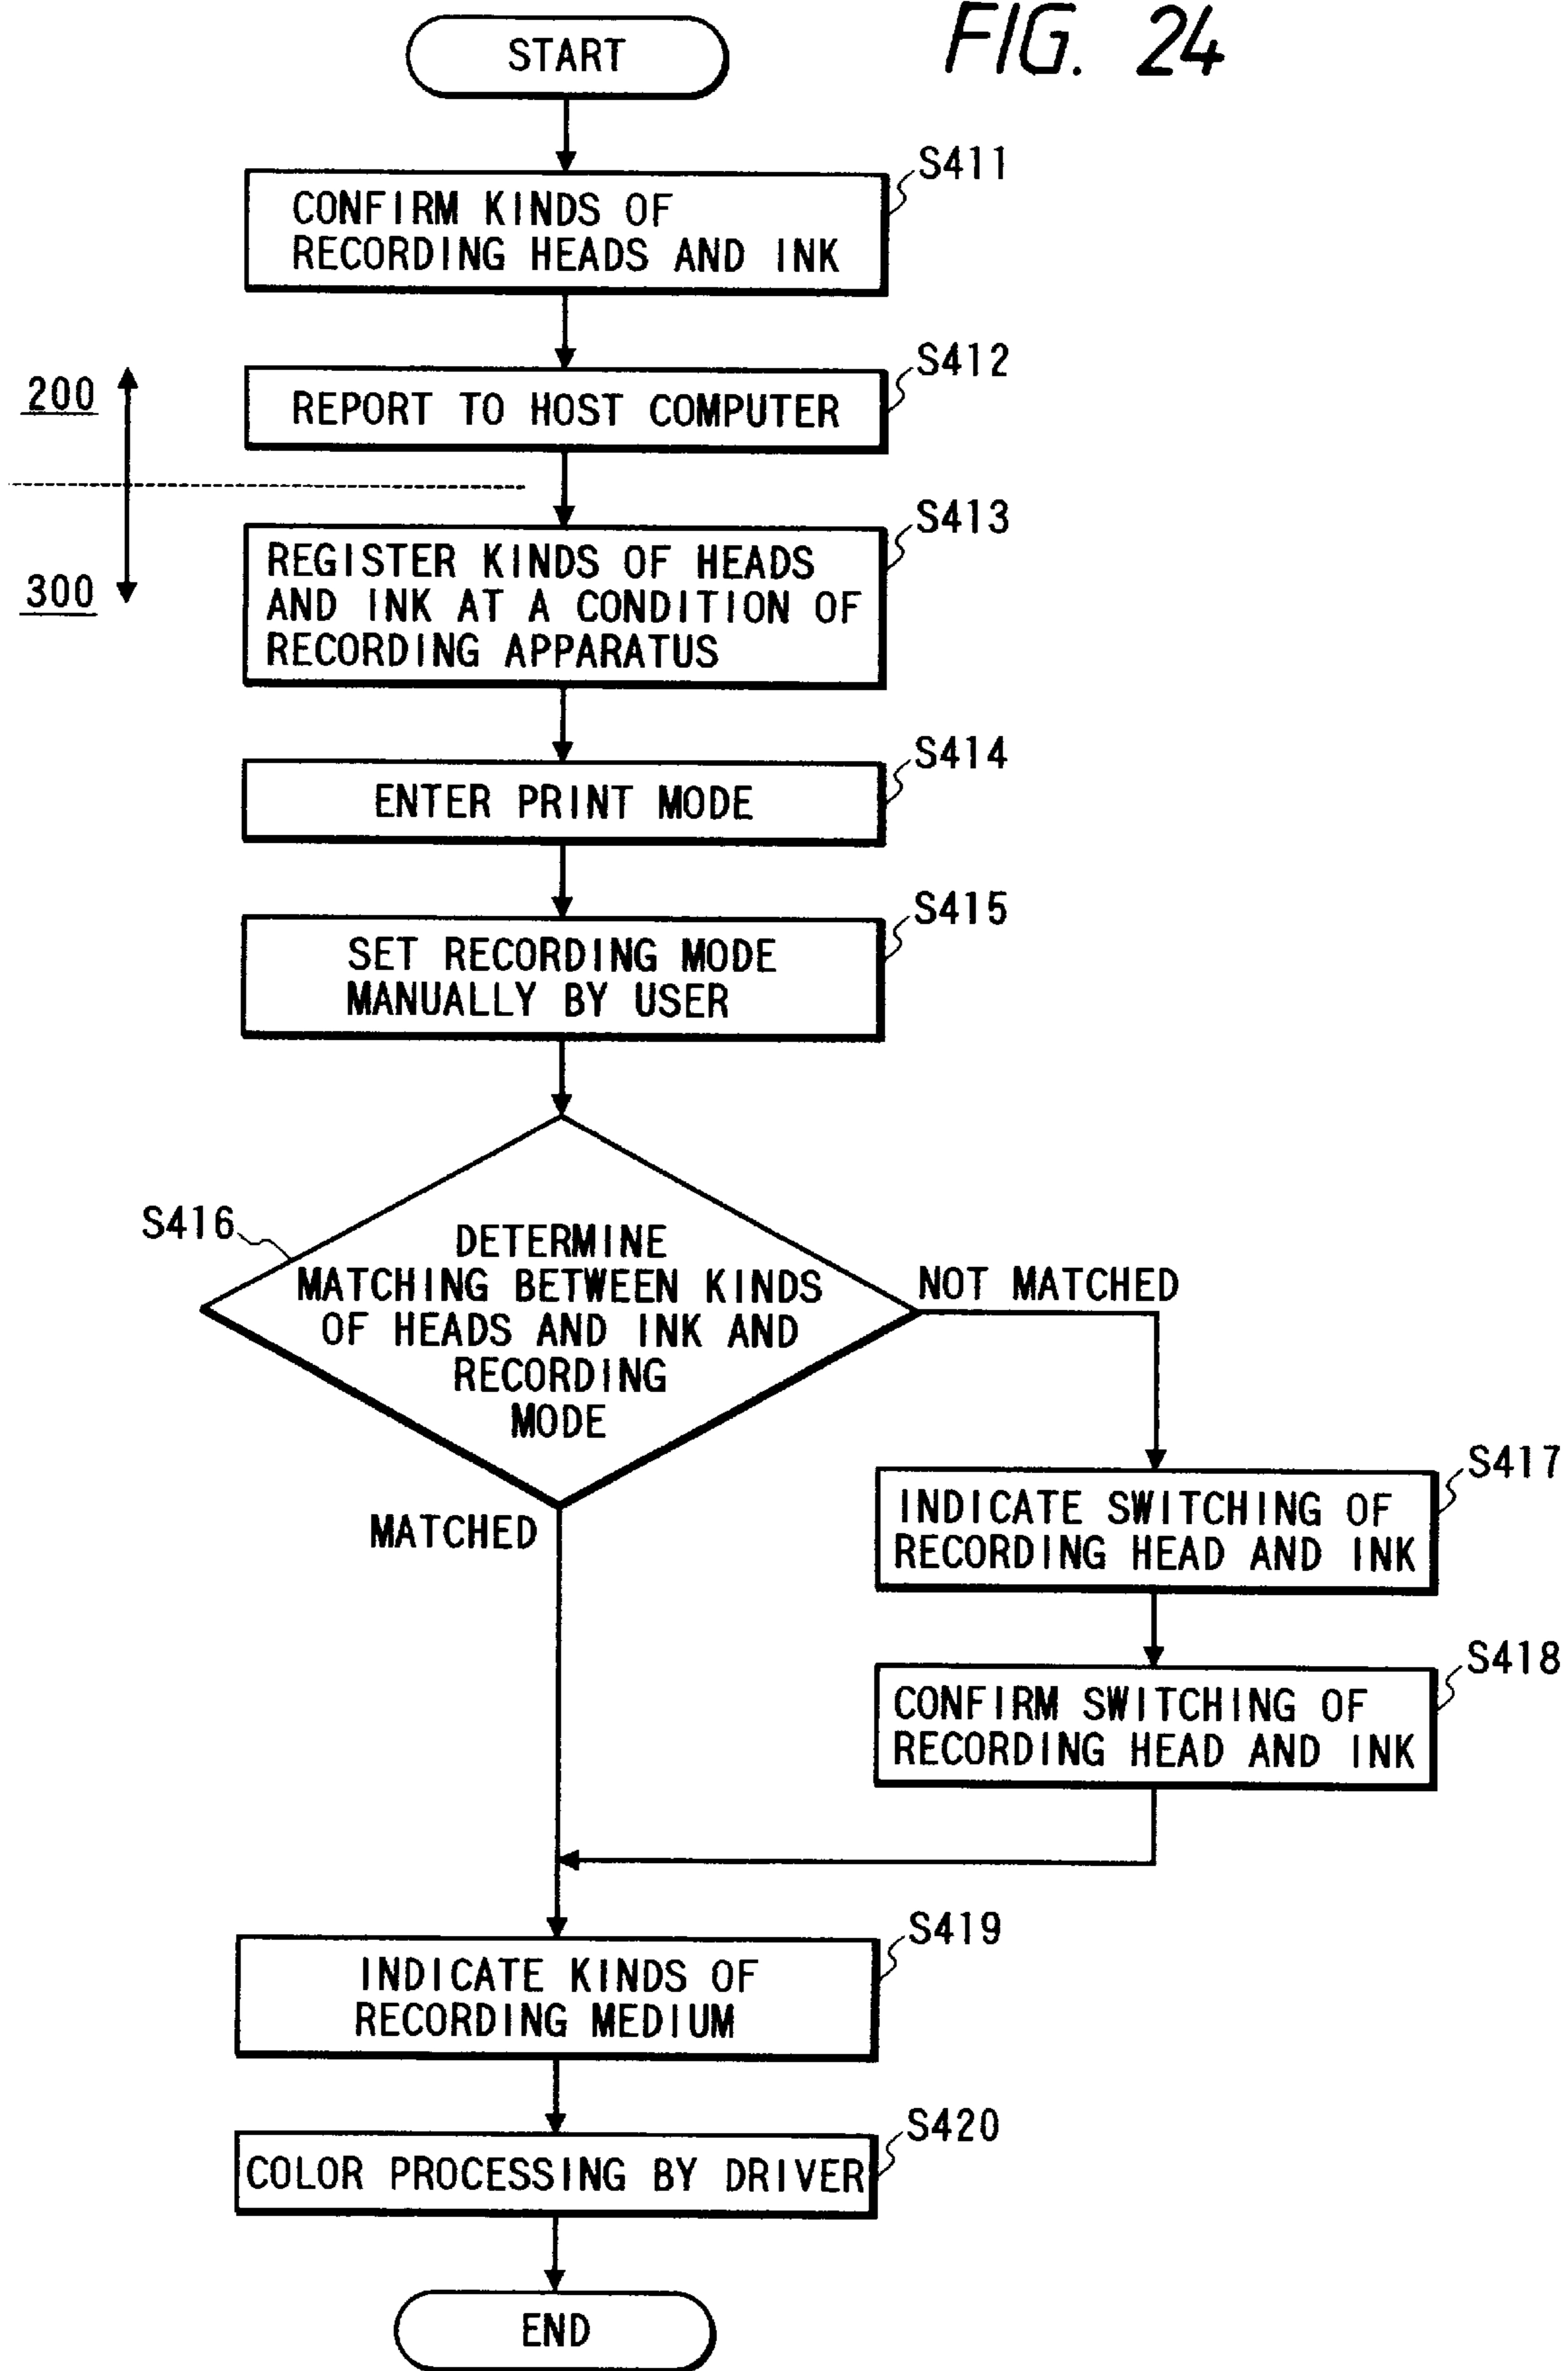 FIG. 24
START
S411
CONFIRM KINDS OF
RECORDING HEADS AND INK
S412
REPORT TO HOST COMPUTER
200
300
S413
REGISTER KINDS OF HEADS
AND INK AT A CONDITION OF
RECORDING APPARATUS
S414
ENTER PRINT MODE
S415
SET RECORDING MODE
MANUALLY BY USER
S416
DETERMINE
MATCHING BETWEEN KINDS
OF HEADS AND INK AND
RECORDING
MODE
NOT MATCHED
MATCHED
S417
INDICATE SWITCHING OF
RECORDING HEAD AND INK
S418
CONFIRM SWITCHING OF
RECORDING HEAD AND INK
S419
INDICATE KINDS OF
RECORDING MEDIUM
S420
COLOR PROCESSING BY DRIVER
END